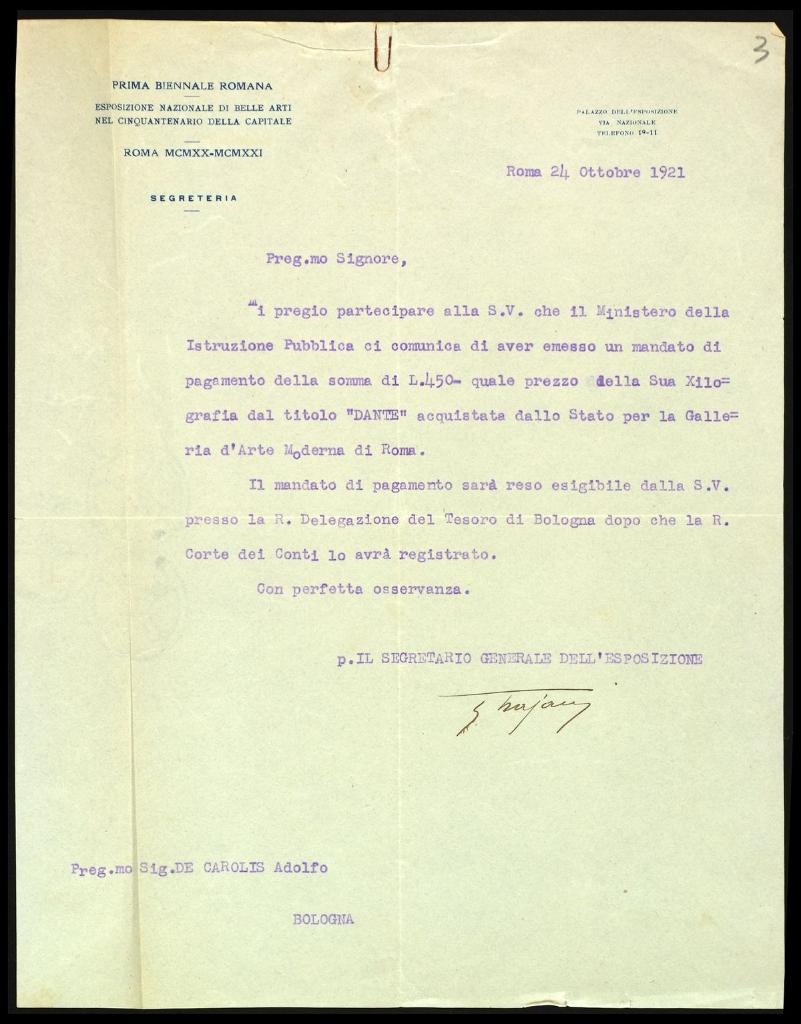 3
PRIMA BIENNALE ROMANA
ESPOSIZIONE NAZIONALE DI BELLE ARTI
NEL CINQUANTENARIO DELLA CAPITALE
ROMA MCMXX-MCMXXI
SEGRETERIA
PALAZZO DELL'ESPOSIZIONE
VIA NAZIONALE
TELEFONO 19-11
Roma 24 Ottobre 1921
Preg.mo Signore,
mi pregio partecipare alla S.V. che il Ministero della
Istruzione Pubblica ci comunica di aver emesso un mandato di
pagamento della somma di L.450- quale prezzo della Sua Xilo=
grafia dal titolo "DANTE" acquistata dallo Stato per la Galle=
ria d'Arte Moderna di Roma.
Il mandato di pagamento sarà reso esigibile dalla S.V.
presso la R. Delegazione del Tesoro di Bologna dopo che la R.
Corte dei Conti lo avrà registrato.
Con perfetta osservanza.
p.IL SEGRETARIO GENERALE DELL'ESPOSIZIONE
Preg.mo Sig.DE CAROLIS Adolfo
BOLOGNA